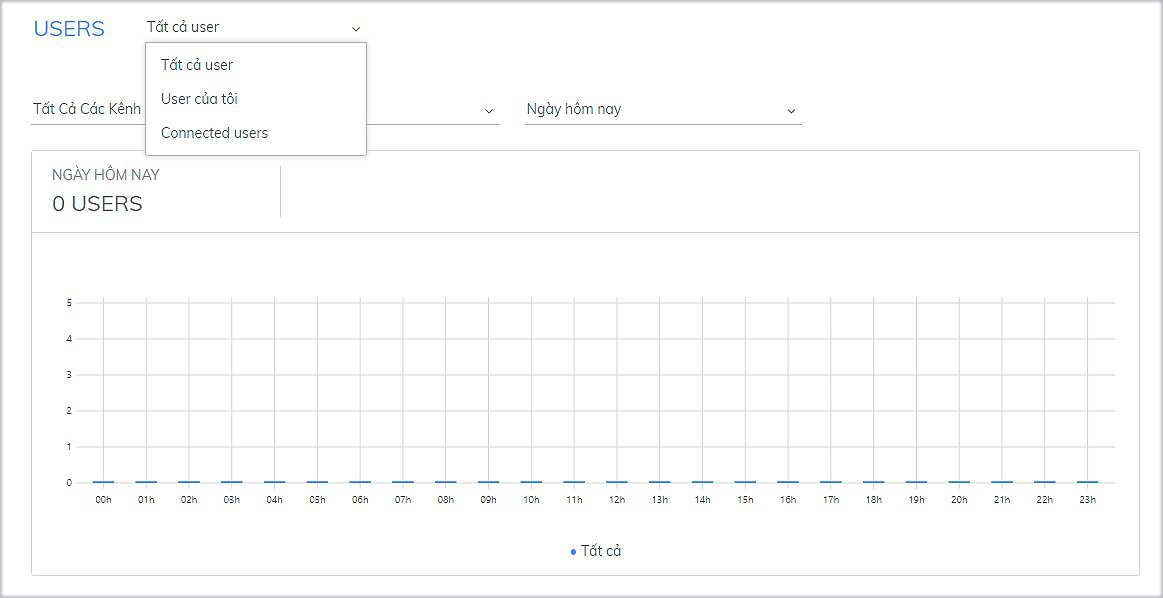 USERS
Tất cả user
Tất cả user
User của tôi
Connected users
Tất Cả Các Kênh
Ngày hôm nay
NGÀY HÔM NAY
0 USERS
5
4
3
2
1
0
00h 01h 02h 03h 04h 05h 06h 07h 08h 09h 10h 11h 12h 13h 14h 15h 16h 17h 18h 19h 20h 21h 22h 23h
Tất cả